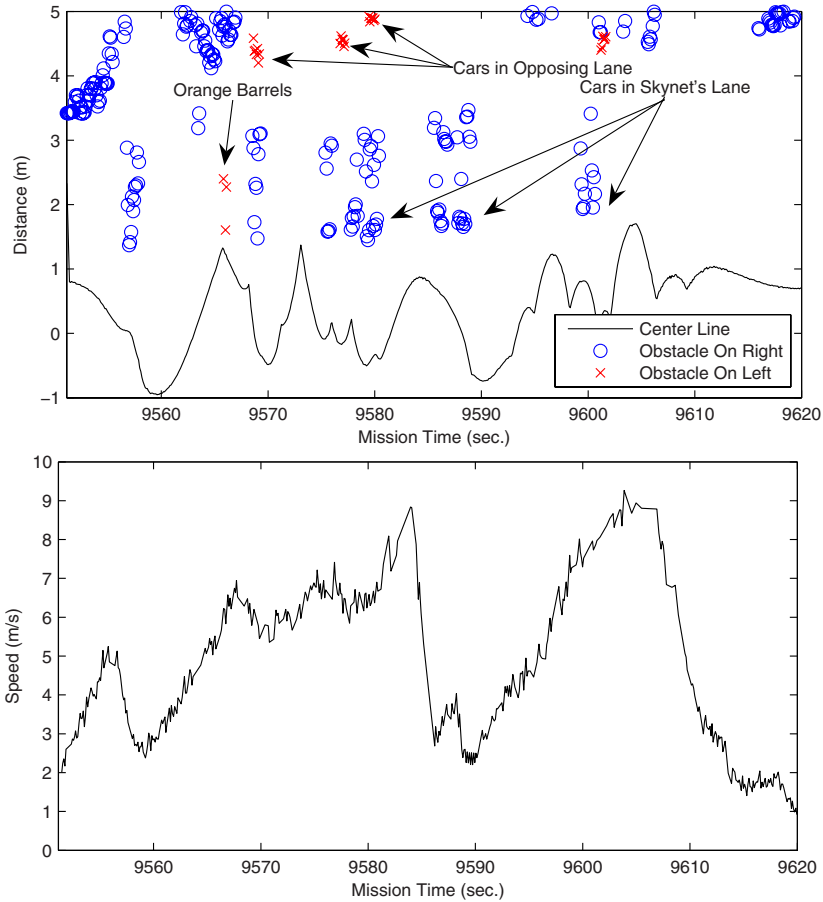 5
4
3
2
1
0
−1
Distance (m)
Orange Barrels
Cars in Opposing Lane
Cars in Skynet's Lane
Center Line
Obstacle On Right
Obstacle On Left
9560 9570 9580 9590 9600 9610 9620
Mission Time (sec.)
10
9
8
7
6
5
4
3
2
1
0
Speed (m/s)
9560 9570 9580 9590 9600 9610 9620
Mission Time (sec.)